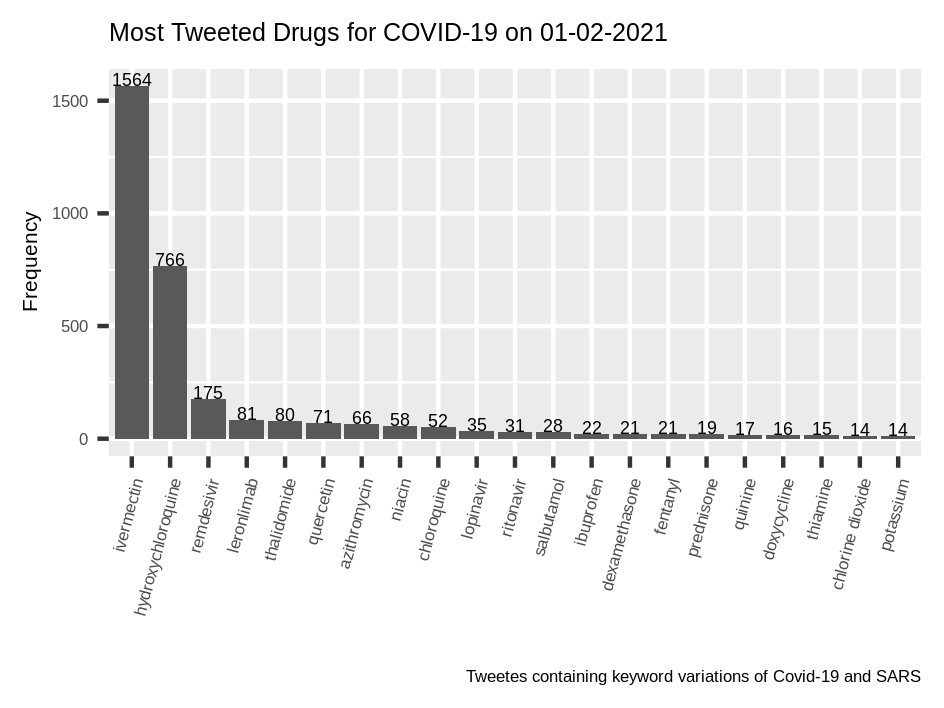 Most Tweeted Drugs for COVID-19 on 01-02-2021
Frequency
1500
1000
500
0
1564
766
175
81
80
71
66
58
52
35
31
28
22
21
21
19
17
16
15
14
14
ivermectin
hydroxychloroquine
remdesivir
leronlimab
thalidomide
quercetin
azithromycin
niacin
chloroquine
lopinavir
ritonavir
salbutamol
ibuprofen
dexamethasone
fentanyl
prednisone
quinine
doxycycline
thiamine
chlorine dioxide
potassium
Tweetes containing keyword variations of Covid-19 and SARS